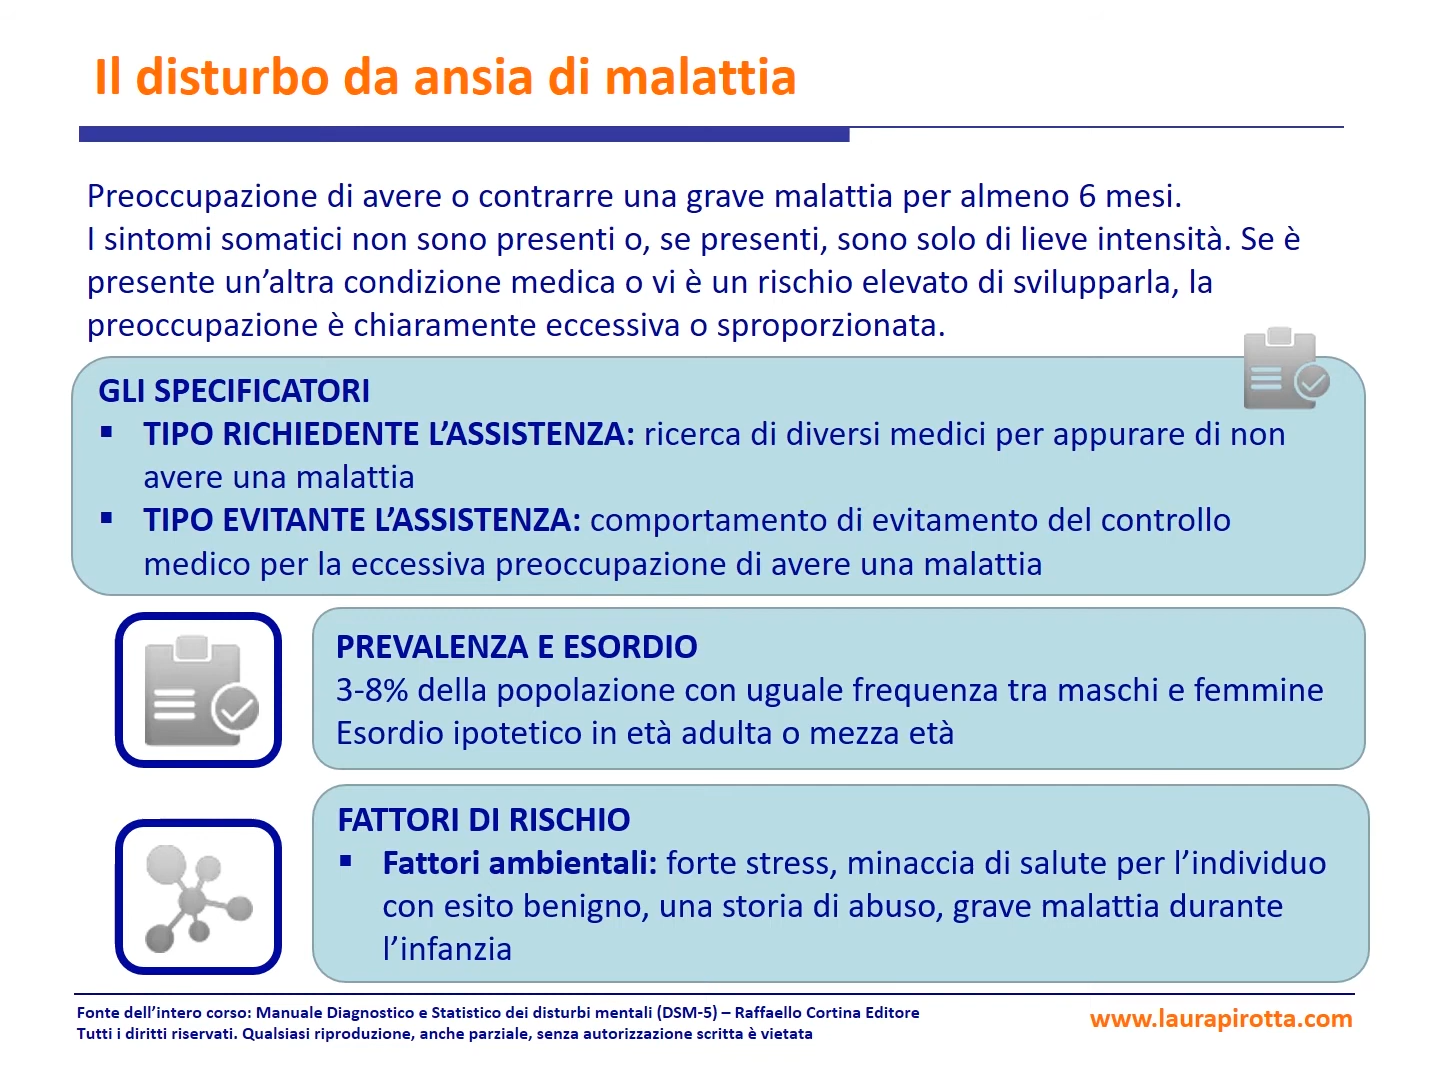 Il disturbo da ansia di malattia
Preoccupazione di avere o contrarre una grave malattia per almeno 6 mesi.
I sintomi somatici non sono presenti o, se presenti, sono solo di lieve intensità. Se è
presente un’altra condizione medica o vi è un rischio elevato di svilupparla, la
preoccupazione è chiaramente eccessiva o sproporzionata.
GLI SPECIFICATORI
▪ TIPO RICHIEDENTE L’ASSISTENZA: ricerca di diversi medici per appurare di non
avere una malattia
▪ TIPO EVITANTE L’ASSISTENZA: comportamento di evitamento del controllo
medico per la eccessiva preoccupazione di avere una malattia
PREVALENZA E ESORDIO
3-8% della popolazione con uguale frequenza tra maschi e femmine
Esordio ipotetico in età adulta o mezza età
FATTORI DI RISCHIO
▪ Fattori ambientali: forte stress, minaccia di salute per l’individuo
con esito benigno, una storia di abuso, grave malattia durante
l’infanzia
Fonte dell’intero corso: Manuale Diagnostico e Statistico dei disturbi mentali (DSM-5) – Raffaello Cortina Editore
Tutti i diritti riservati. Qualsiasi riproduzione, anche parziale, senza autorizzazione scritta è vietata
www.laurapirotta.com